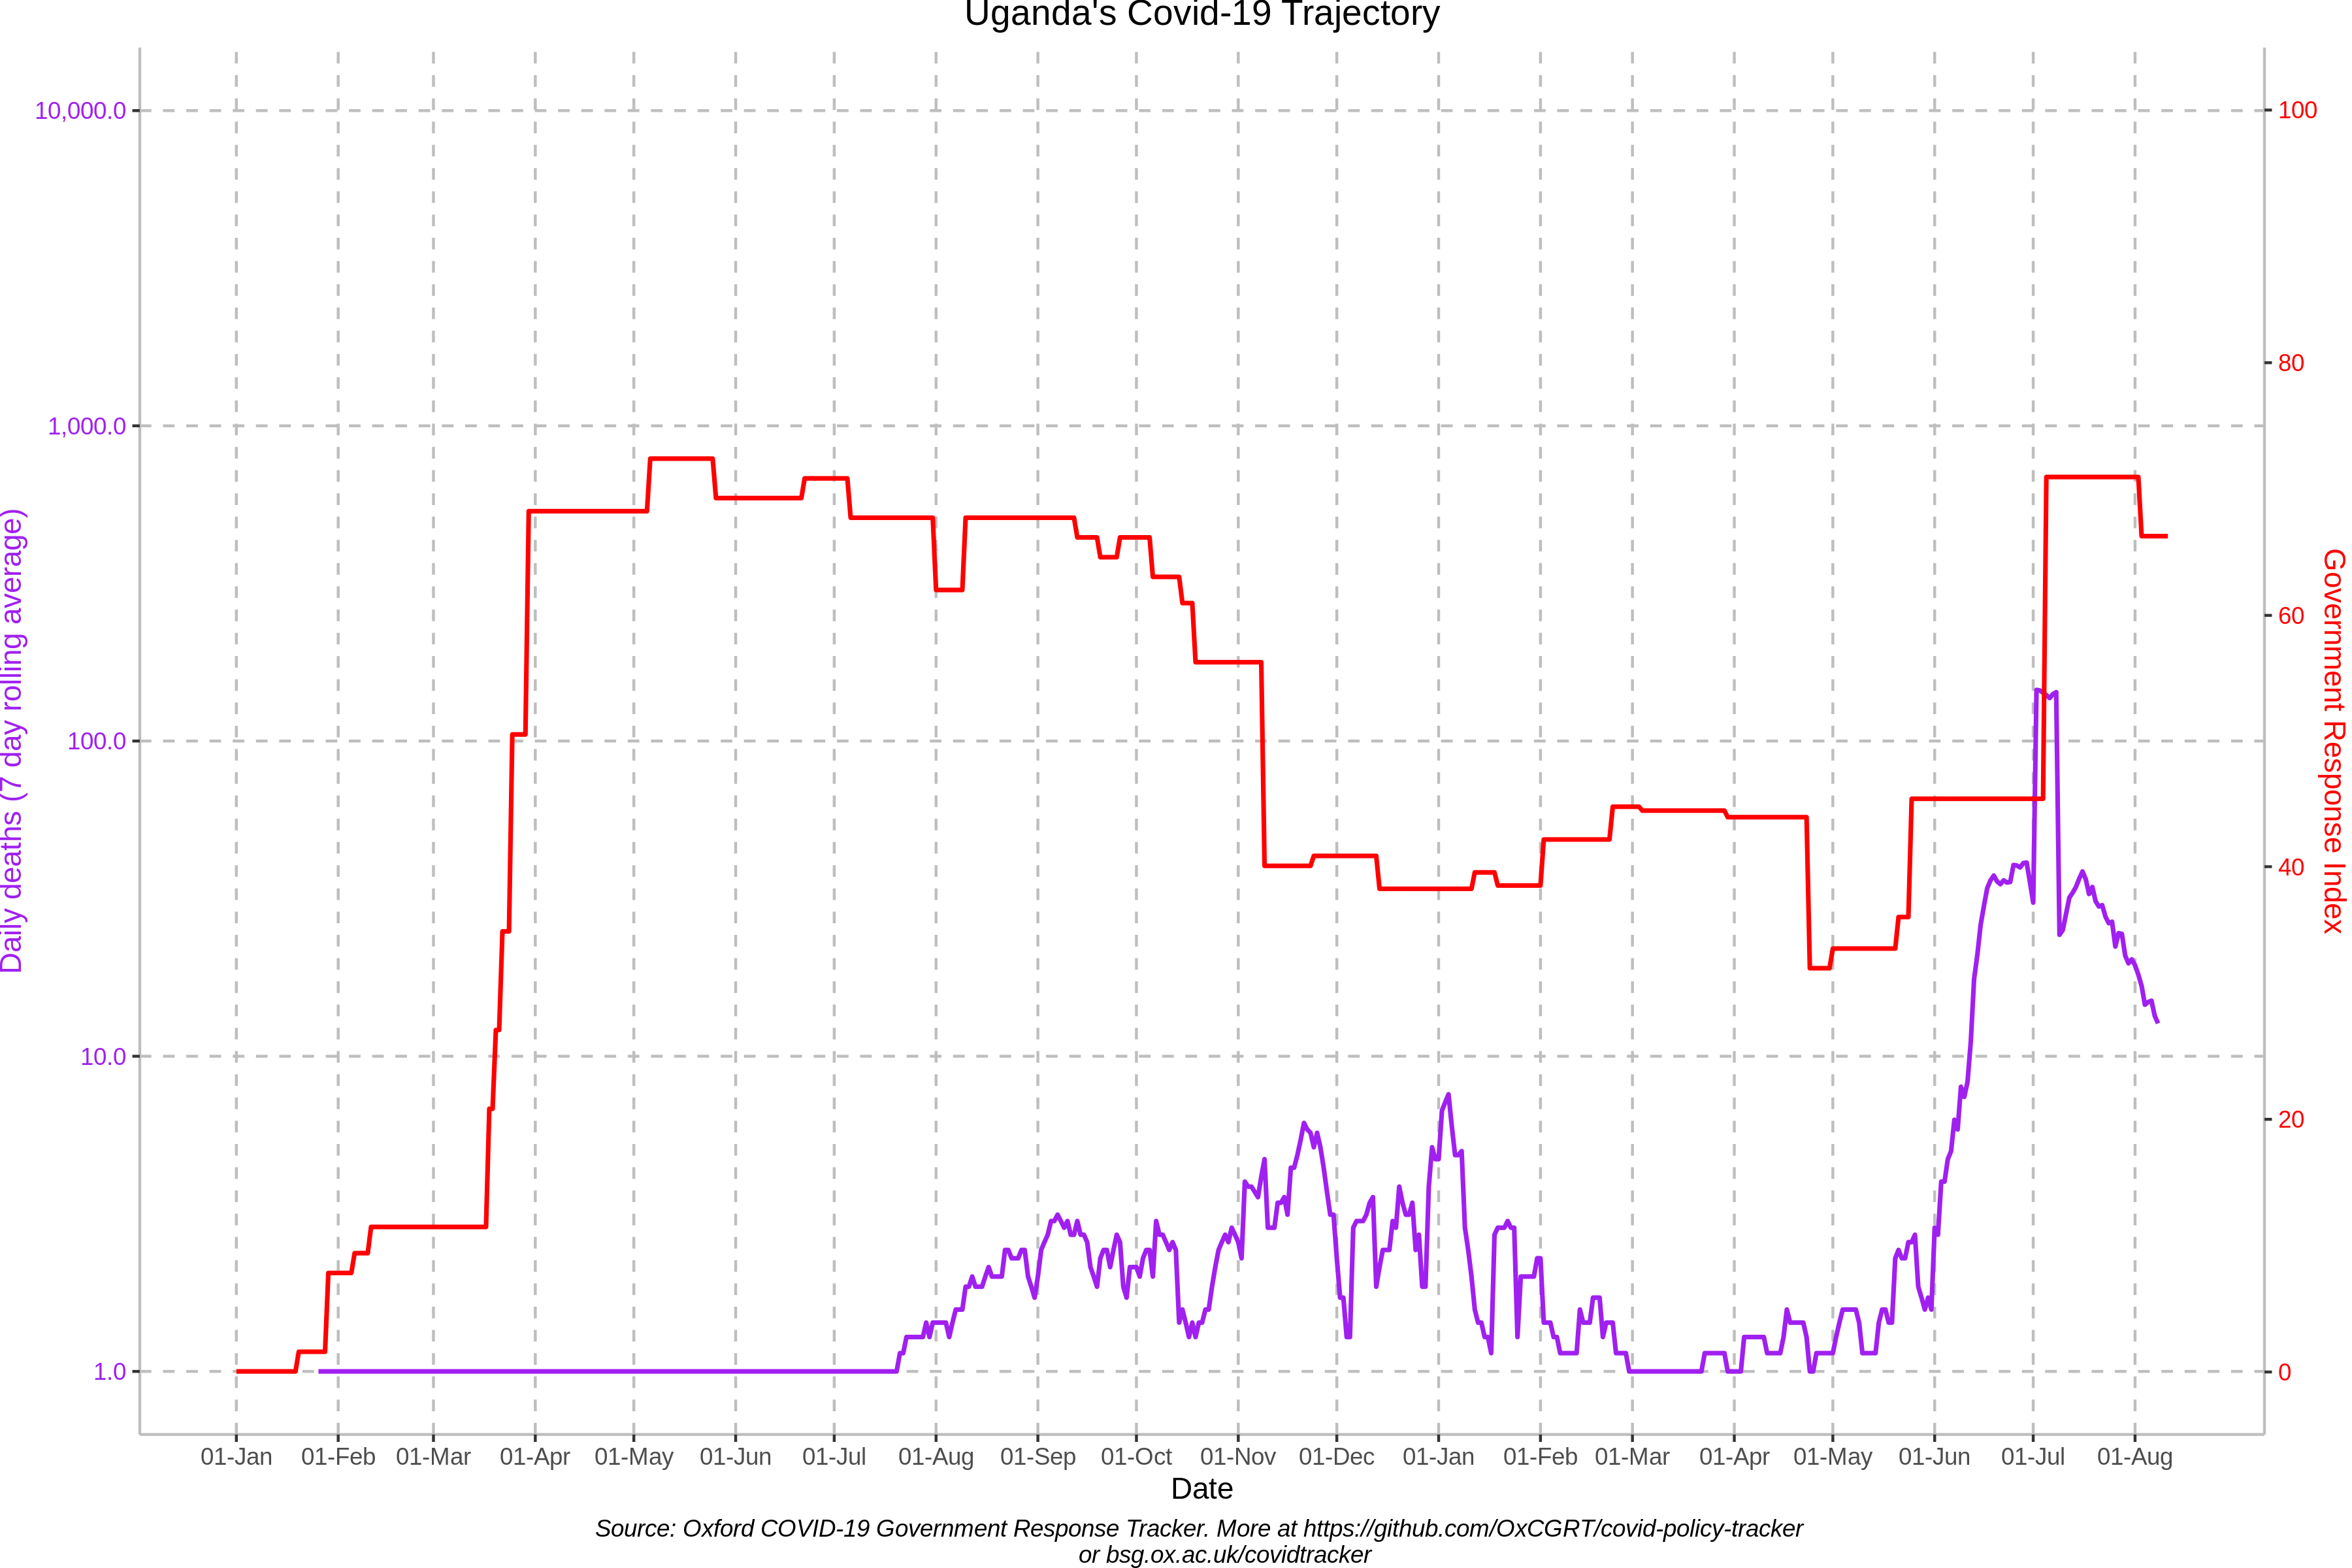 Uganda's Covid-19 Trajectory
10,000.0
1,000.0
100.0
10.0
1.0
Daily deaths (7 day rolling average)
100
80
60
40
20
0
Government Response Index
01-Jan 01-Feb 01-Mar 01-Apr 01-May 01-Jun 01-Jul 01-Aug 01-Sep 01-Oct 01-Nov 01-Dec 01-Jan 01-Feb 01-Mar 01-Apr 01-May 01-Jun 01-Jul 01-Aug
Date
Source: Oxford COVID-19 Government Response Tracker. More at https://github.com/OxCGRT/covid-policy-tracker
or bsg.ox.ac.uk/covidtracker